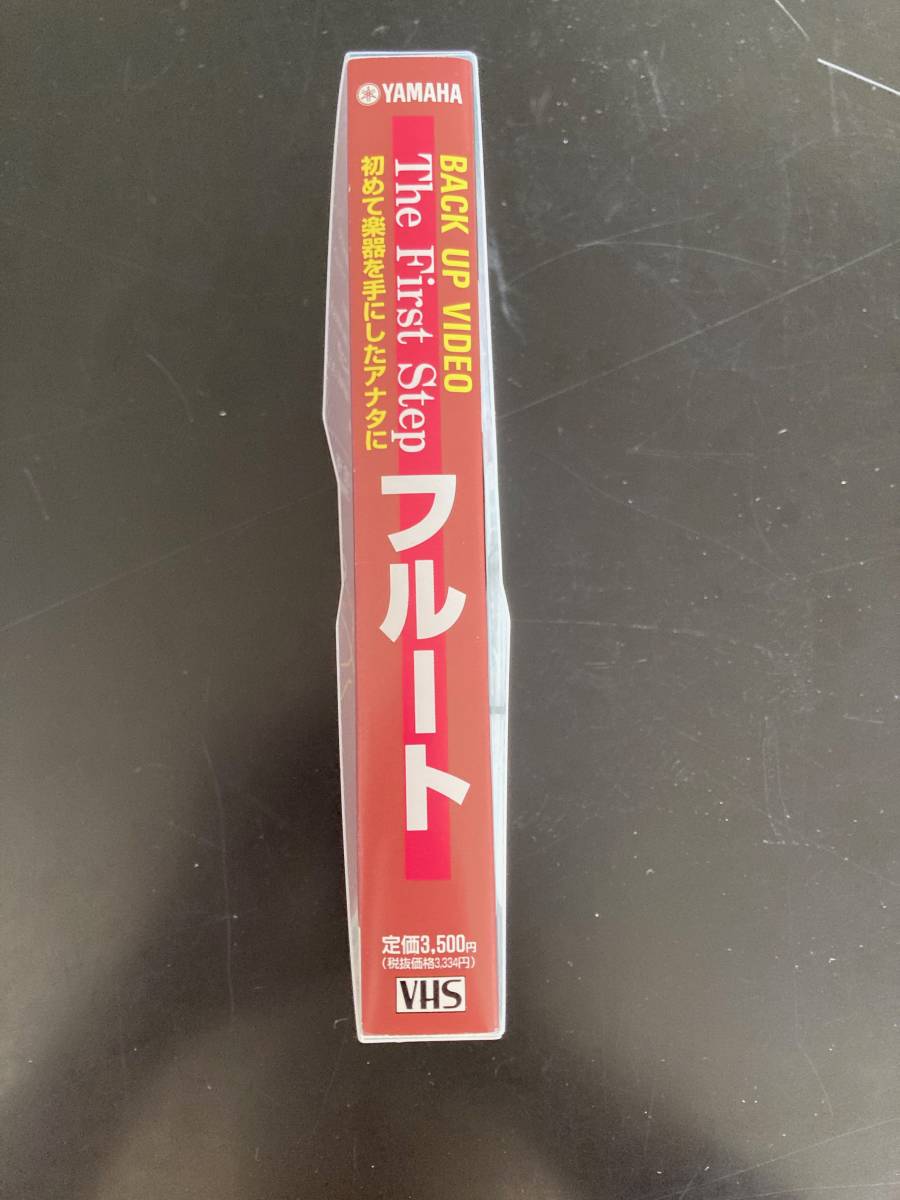 YAMAHA
BACK UP VIDEO
The First Step
初めて楽器を手にしたアナタに
フルート
定価3,500円
(税抜価格3,334円)
VHS